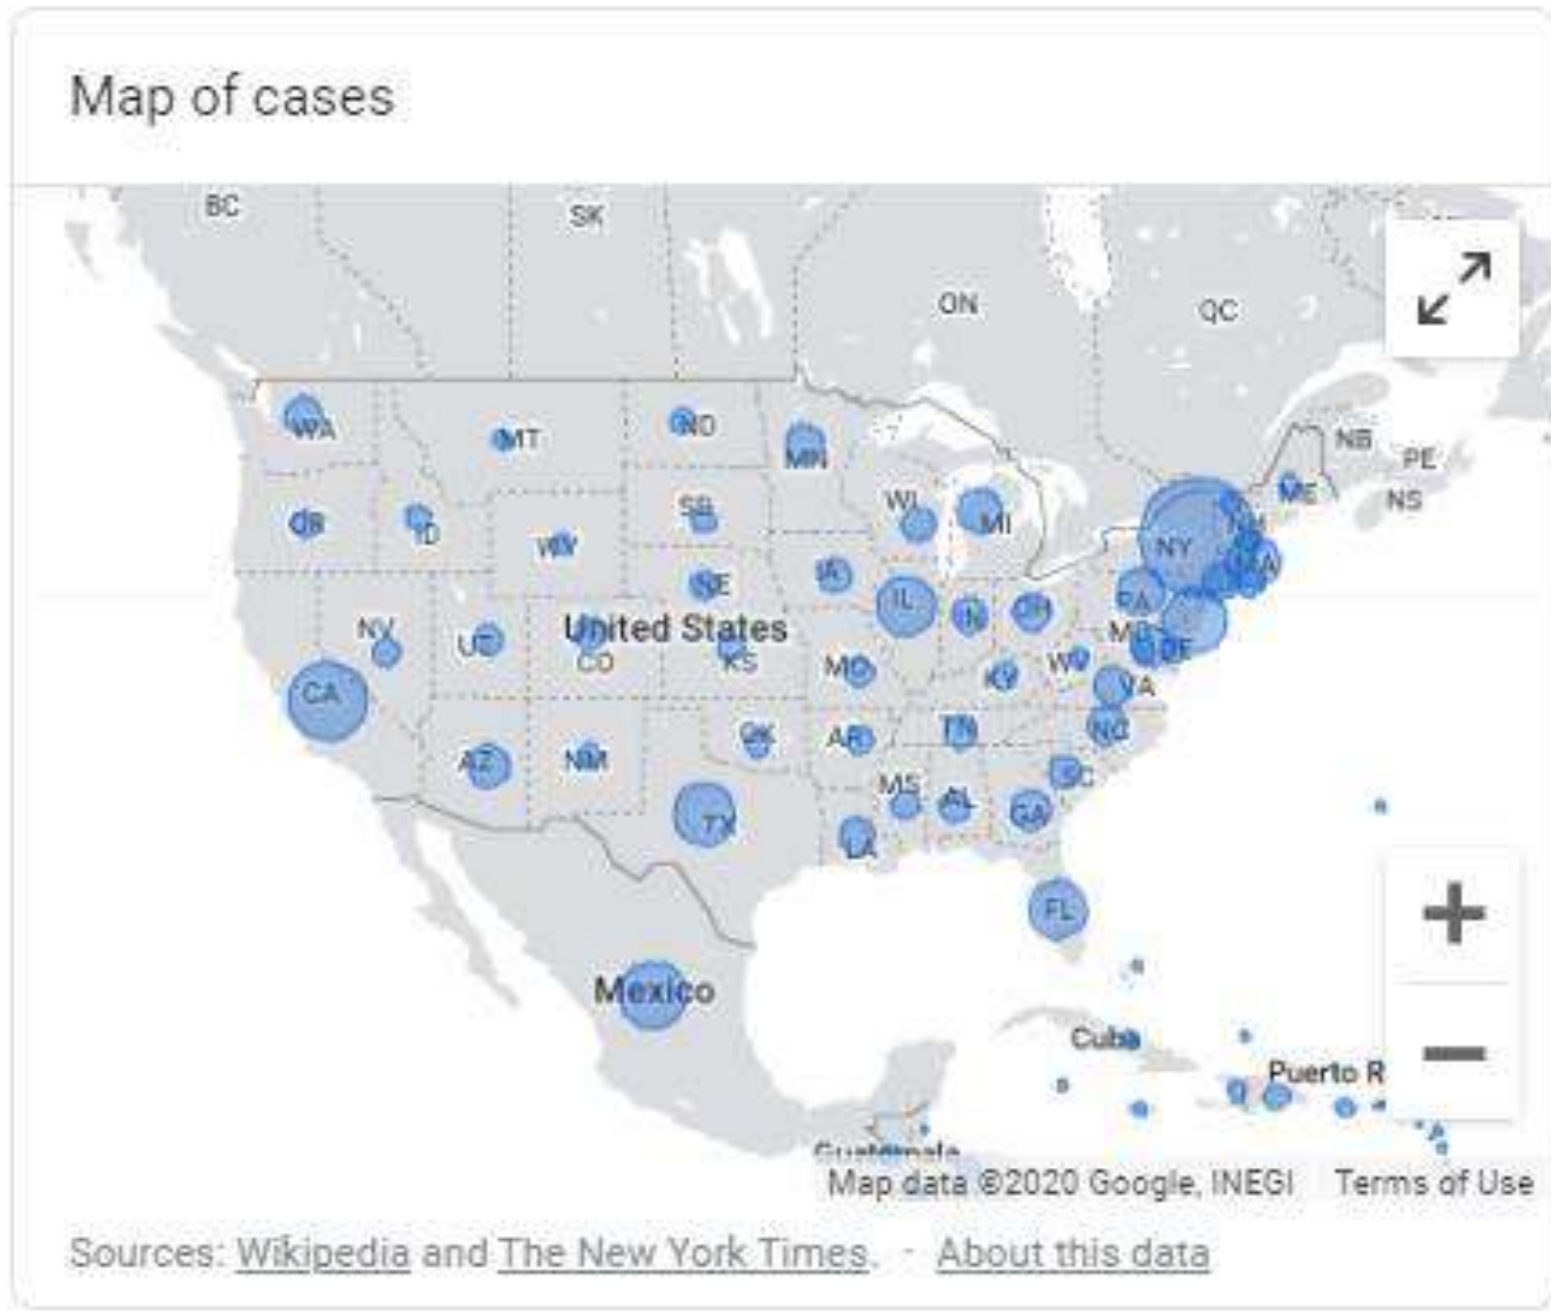 Map of cases
BC
SK
ON
QC
WA
MT
ND
MN
NB
PE
ME
NS
ID
WY
WI
MI
NY
IA
NE
IL
PA
OH
United States
NV
UT
CO
KS
MO
KY
WV
VA
DE
CA
AZ
NM
OK
AR
TN
NC
TX
MS
AL
GA
SC
LA
FL
Mexico
Cuba
Puerto R
Guatemala
Map data ©2020 Google, INEGI Terms of Use
Sources: Wikipedia and The New York Times. · About this data